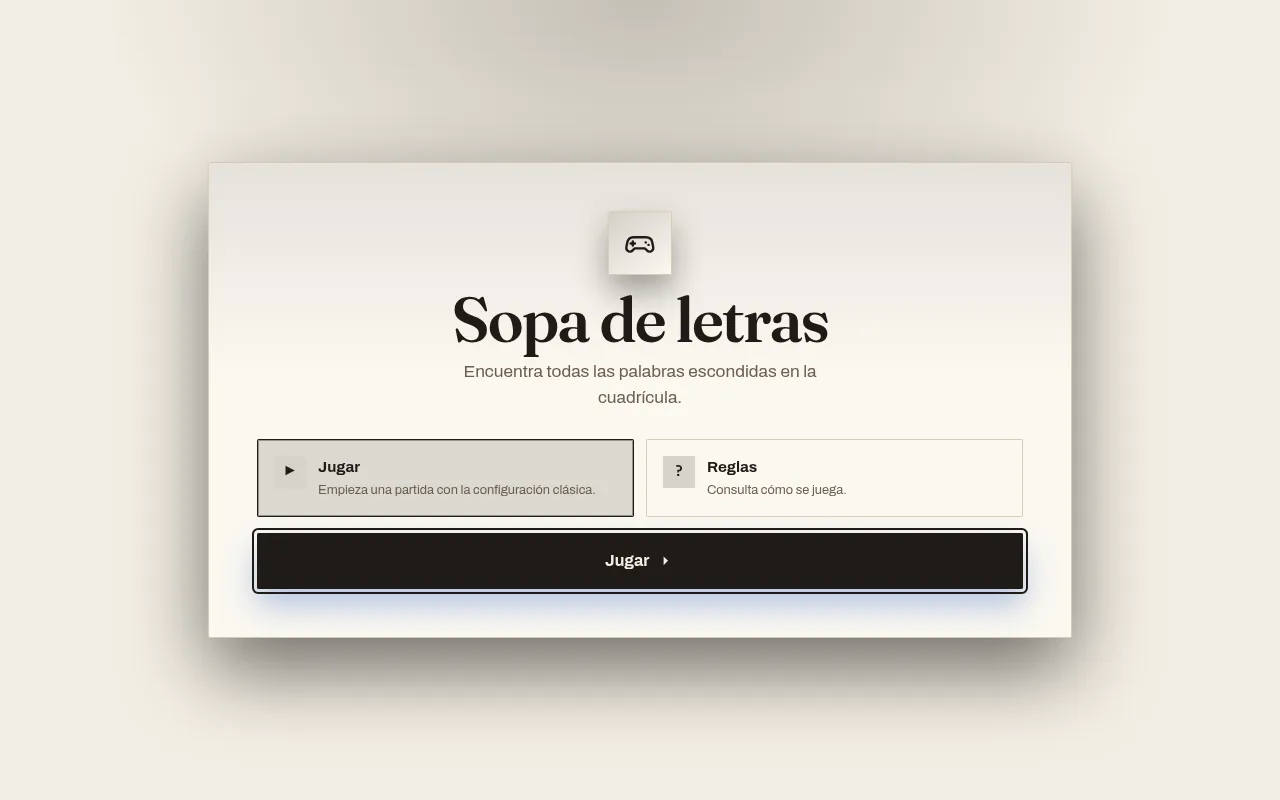 Sopa de letras
Encuentra todas las palabras escondidas en la
cuadrícula.
Jugar
Empieza una partida con la configuración clásica.
?
Reglas
Consulta cómo se juega.
Jugar